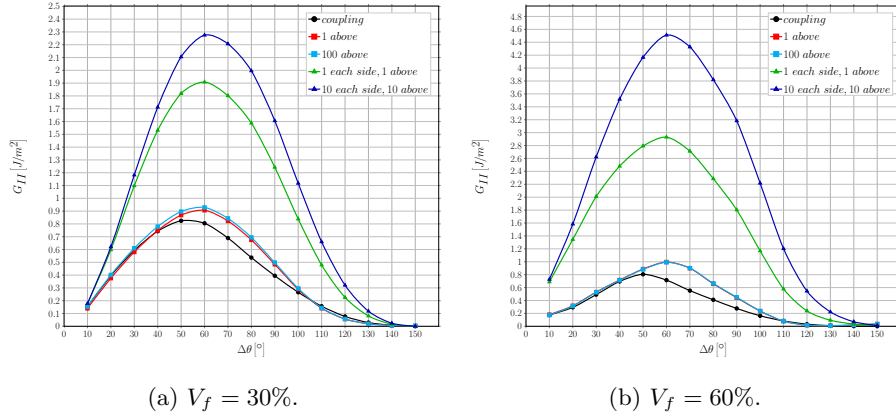 2.5
2.4
2.3
2.2
2.1
2
1.9
1.8
1.7
1.6
1.5
1.4
1.3
1.2
1.1
1
0.9
0.8
0.7
0.6
0.5
0.4
0.3
0.2
0.1
0
G_{II} [J/m^2]
coupling
1 above
100 above
1 each side, 1 above
10 each side, 10 above
0 10 20 30 40 50 60 70 80 90 100 110 120 130 140 150
Δθ [°]
(a) V_f = 30%.
4.8
4.6
4.4
4.2
4
3.8
3.6
3.4
3.2
3
2.8
2.6
2.4
2.2
2
1.8
1.6
1.4
1.2
1
0.8
0.6
0.4
0.2
0
G_{II} [J/m^2]
coupling
1 above
100 above
1 each side, 1 above
10 each side, 10 above
0 10 20 30 40 50 60 70 80 90 100 110 120 130 140 150
Δθ [°]
(b) V_f = 60%.